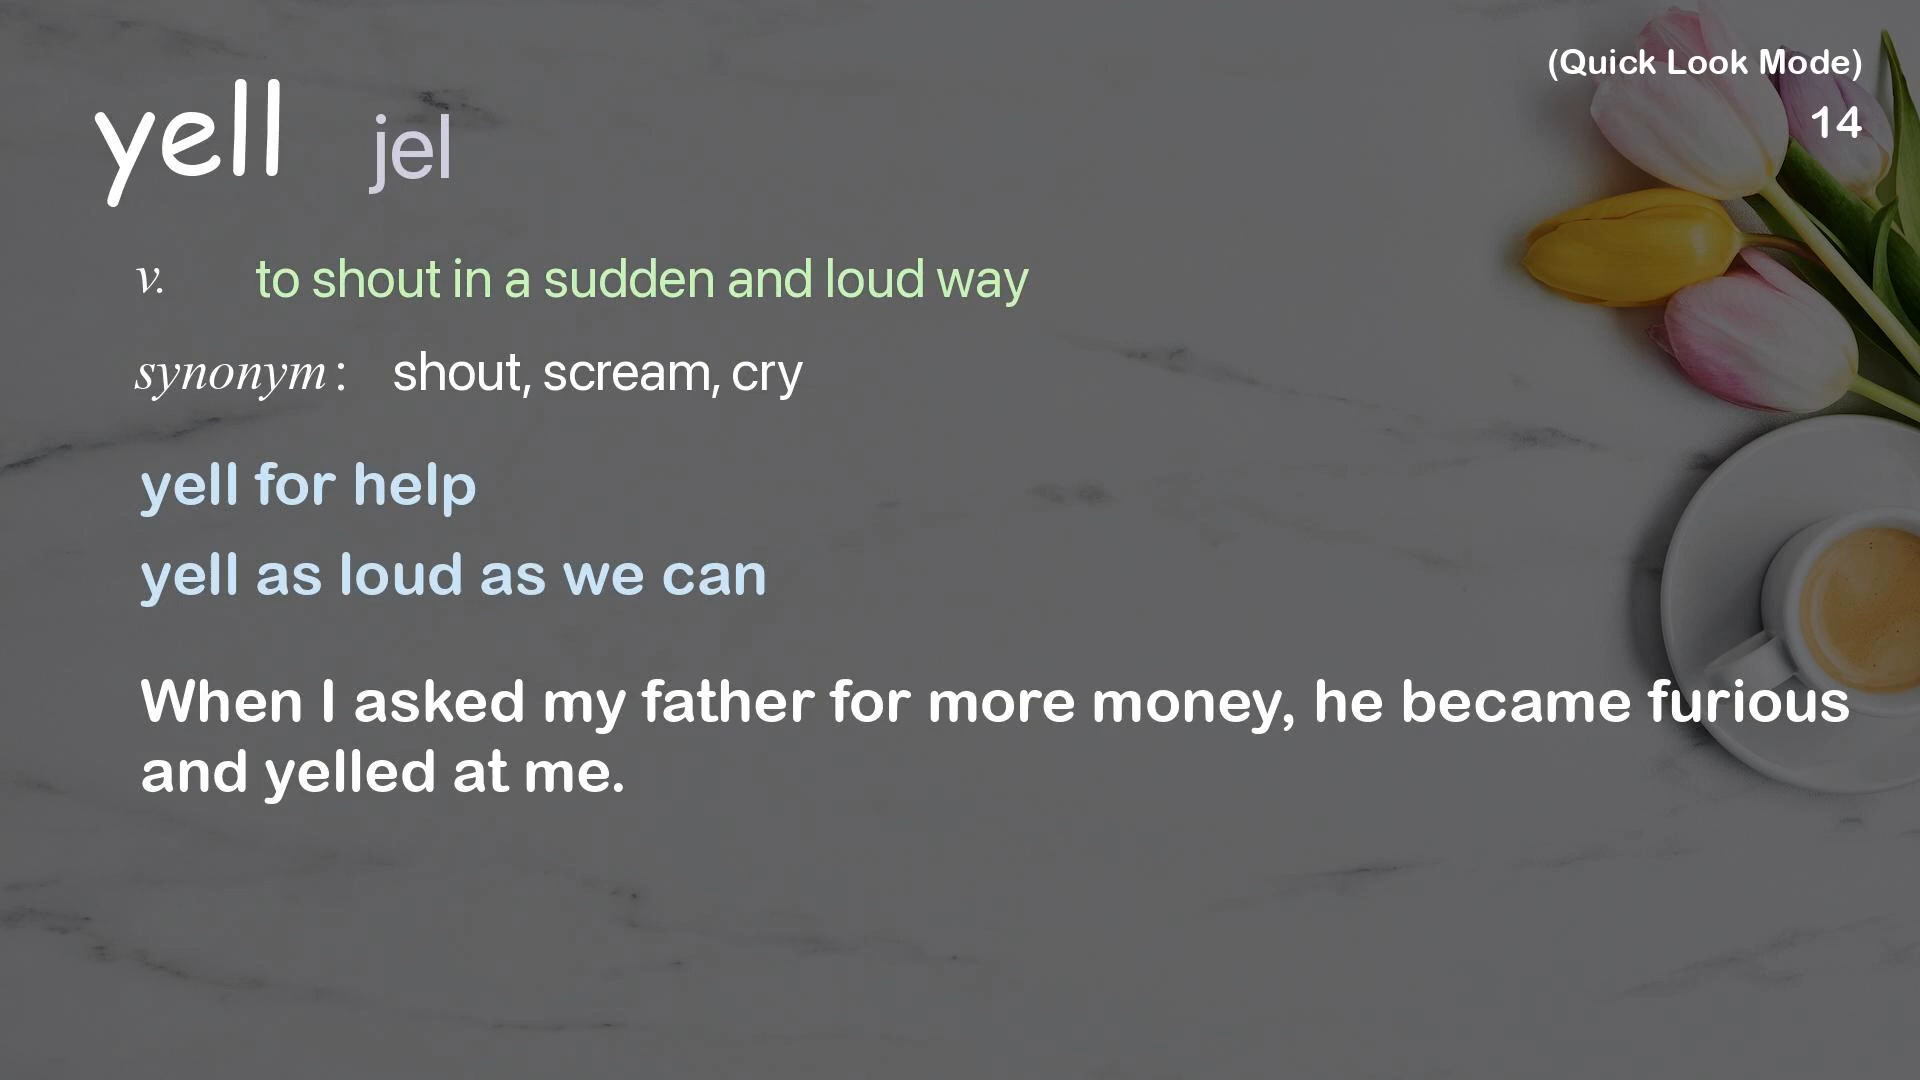 (Quick Look Mode)
14
yell jel
v. to shout in a sudden and loud way
synonym: shout, scream, cry
yell for help
yell as loud as we can
When I asked my father for more money, he became furious
and yelled at me.